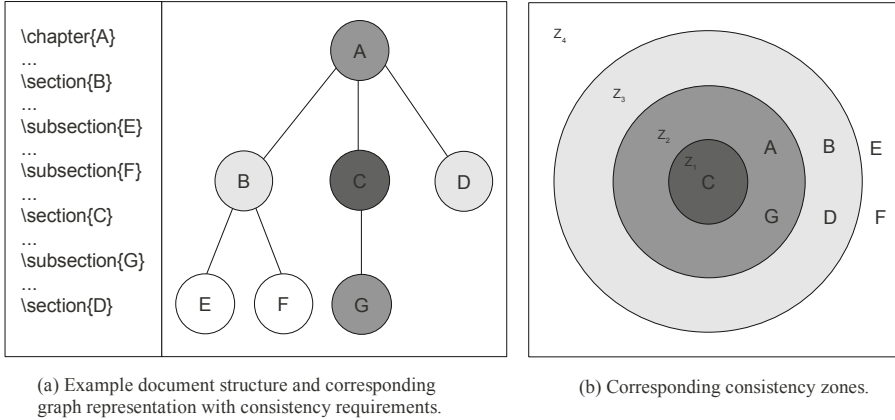 \chapter{A}
...
\section{B}
...
\subsection{E}
...
\subsection{F}
...
\section{C}
...
\subsection{G}
...
\section{D}
A
B
C
D
E
F
G
(a) Example document structure and corresponding
graph representation with consistency requirements.
Z4
Z3
Z2
Z1
C
A
B
E
G
D
F
(b) Corresponding consistency zones.